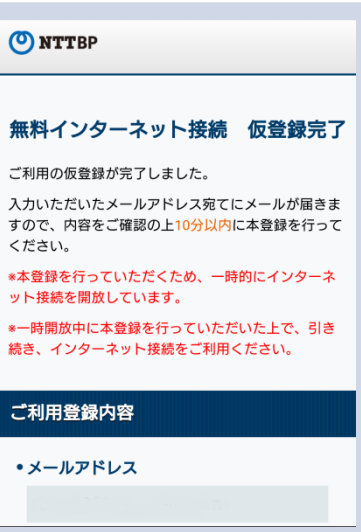 NTTBP
無料インターネット接続　仮登録完了
ご利用の仮登録が完了しました。
入力いただいたメールアドレス宛てにメールが届きま
すので、内容をご確認の上10分以内に本登録を行って
ください。
※本登録を行っていただくため、一時的にインターネ
ット接続を開放しています。
※一時開放中に本登録を行っていただいた上で、引き
続き、インターネット接続をご利用ください。
ご利用登録内容
•メールアドレス